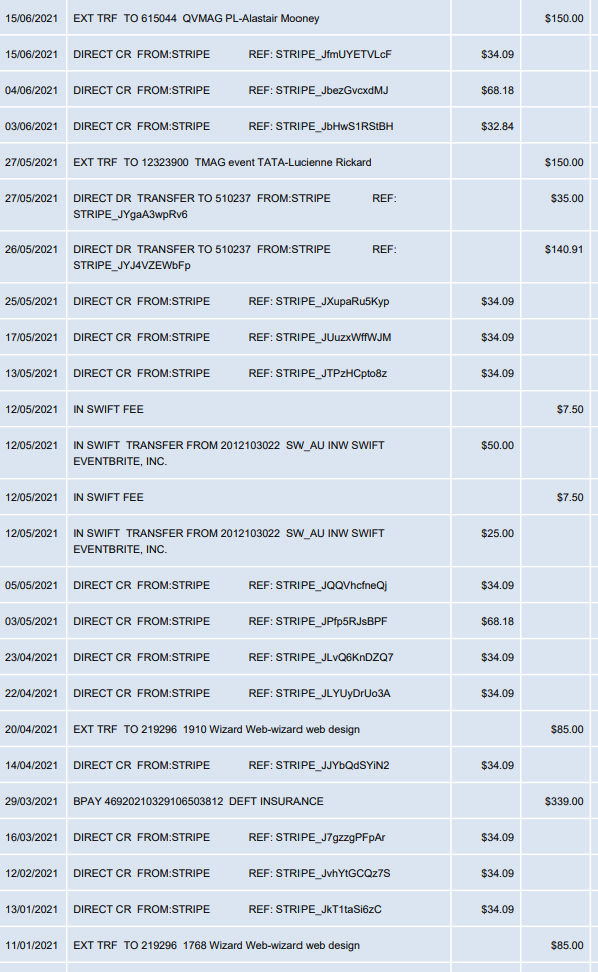 15/06/2021 EXT TRF TO 615044 QVMAG PL-Alastair Mooney $150.00
15/06/2021 DIRECT CR FROM:STRIPE REF: STRIPE_JfmUYETVLcF $34.09
04/06/2021 DIRECT CR FROM:STRIPE REF: STRIPE_JbezGvcxdMJ $68.18
03/06/2021 DIRECT CR FROM:STRIPE REF: STRIPE_JbHwS1RStBH $32.84
27/05/2021 EXT TRF TO 12323900 TMAG event TATA-Lucienne Rickard $150.00
27/05/2021 DIRECT DR TRANSFER TO 510237 FROM:STRIPE REF: $35.00
STRIPE_JYgaA3wpRv6
26/05/2021 DIRECT DR TRANSFER TO 510237 FROM:STRIPE REF: $140.91
STRIPE_JYJ4VZEWbFp
25/05/2021 DIRECT CR FROM:STRIPE REF: STRIPE_JXupaRu5Kyp $34.09
17/05/2021 DIRECT CR FROM:STRIPE REF: STRIPE_JUuzxWffWJM $34.09
13/05/2021 DIRECT CR FROM:STRIPE REF: STRIPE_JTPzHCpto8z $34.09
12/05/2021 IN SWIFT FEE $7.50
12/05/2021 IN SWIFT TRANSFER FROM 2012103022 SW_AU INW SWIFT $50.00
EVENTBRITE, INC.
12/05/2021 IN SWIFT FEE $7.50
12/05/2021 IN SWIFT TRANSFER FROM 2012103022 SW_AU INW SWIFT $25.00
EVENTBRITE, INC.
05/05/2021 DIRECT CR FROM:STRIPE REF: STRIPE_JQQVhcfneQj $34.09
03/05/2021 DIRECT CR FROM:STRIPE REF: STRIPE_JPfp5RJsBPF $68.18
23/04/2021 DIRECT CR FROM:STRIPE REF: STRIPE_JLvQ6KnDZQ7 $34.09
22/04/2021 DIRECT CR FROM:STRIPE REF: STRIPE_JLYUyDrUo3A $34.09
20/04/2021 EXT TRF TO 219296 1910 Wizard Web-wizard web design $85.00
14/04/2021 DIRECT CR FROM:STRIPE REF: STRIPE_JJYbQdSYiN2 $34.09
29/03/2021 BPAY 46920210329106503812 DEFT INSURANCE $339.00
16/03/2021 DIRECT CR FROM:STRIPE REF: STRIPE_J7gzzgPFpAr $34.09
12/02/2021 DIRECT CR FROM:STRIPE REF: STRIPE_JvhYtGCQz7S $34.09
13/01/2021 DIRECT CR FROM:STRIPE REF: STRIPE_JkT1taSi6zC $34.09
11/01/2021 EXT TRF TO 219296 1768 Wizard Web-wizard web design $85.00